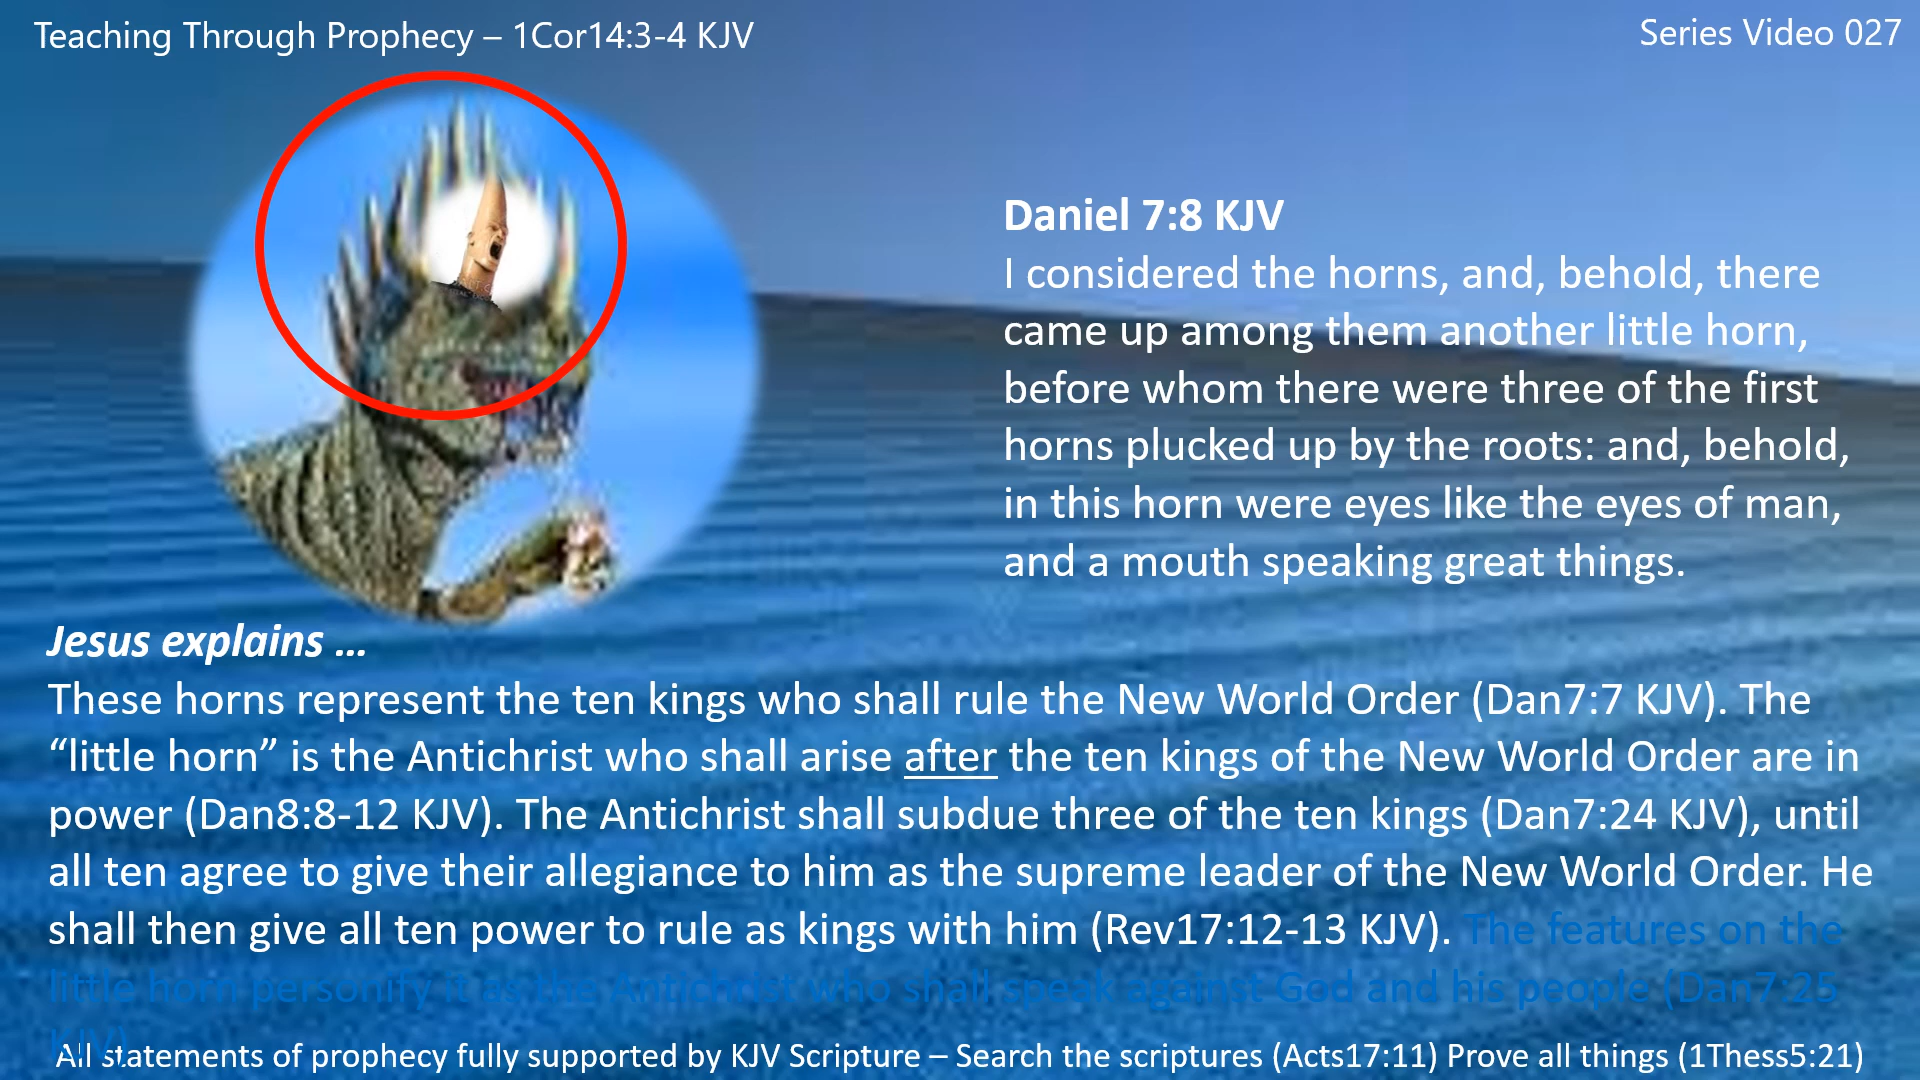 Teaching Through Prophecy – 1Cor14:3-4 KJV
Series Video 027
Daniel 7:8 KJV
I considered the horns, and, behold, there
came up among them another little horn,
before whom there were three of the first
horns plucked up by the roots: and, behold,
in this horn were eyes like the eyes of man,
and a mouth speaking great things.
Jesus explains ...
These horns represent the ten kings who shall rule the New World Order (Dan7:7 KJV). The
“little horn” is the Antichrist who shall arise after the ten kings of the New World Order are in
power (Dan8:8-12 KJV). The Antichrist shall subdue three of the ten kings (Dan7:24 KJV), until
all ten agree to give their allegiance to him as the supreme leader of the New World Order. He
shall then give all ten power to rule as kings with him (Rev17:12-13 KJV). The features on the
little horn personify it as the Antichrist who shall speak against God and his people (Dan7:25
KJV).
All statements of prophecy fully supported by KJV Scripture – Search the scriptures (Acts17:11) Prove all things (1Thess5:21)